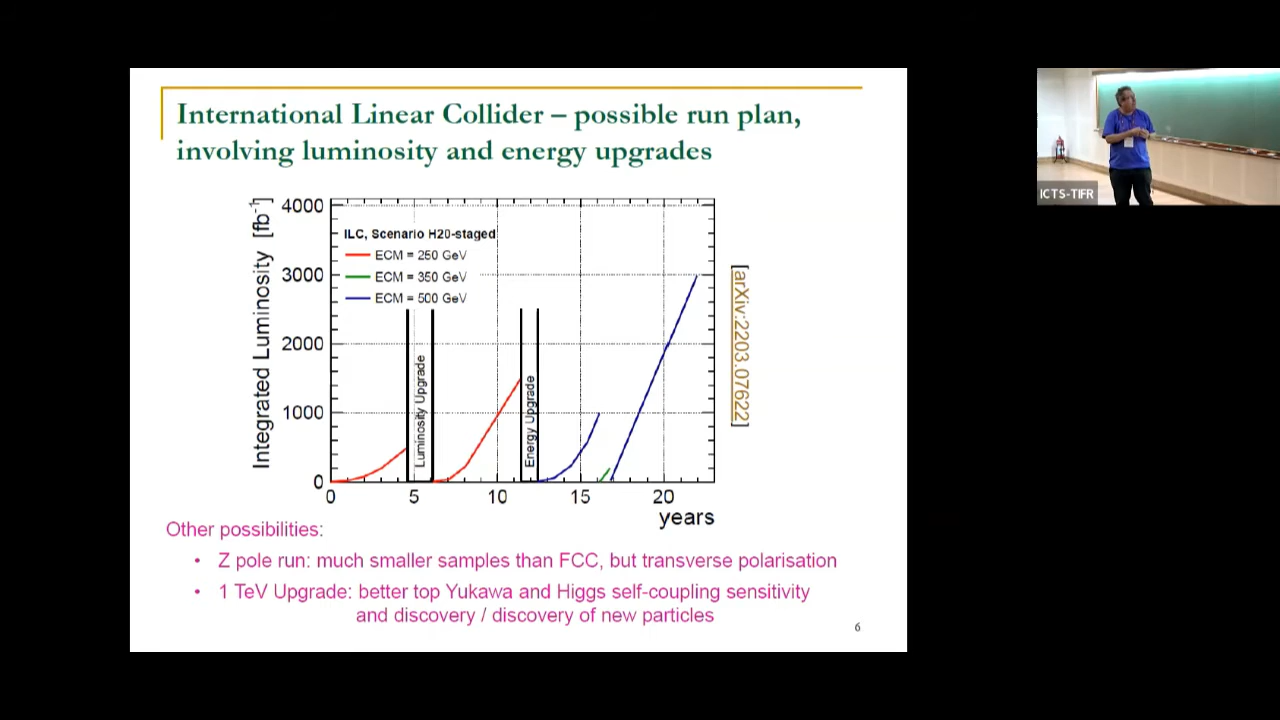 International Linear Collider – possible run plan,
involving luminosity and energy upgrades
ICTS-TIFR
Integrated Luminosity [fb-1]
4000
3000
2000
1000
0
ILC, Scenario H20-staged
ECM = 250 GeV
ECM = 350 GeV
ECM = 500 GeV
Luminosity Upgrade
Energy Upgrade
0 5 10 15 20
years
[arXiv:2203.07622]
Other possibilities:
• Z pole run: much smaller samples than FCC, but transverse polarisation
• 1 TeV Upgrade: better top Yukawa and Higgs self-coupling sensitivity
and discovery / discovery of new particles
6